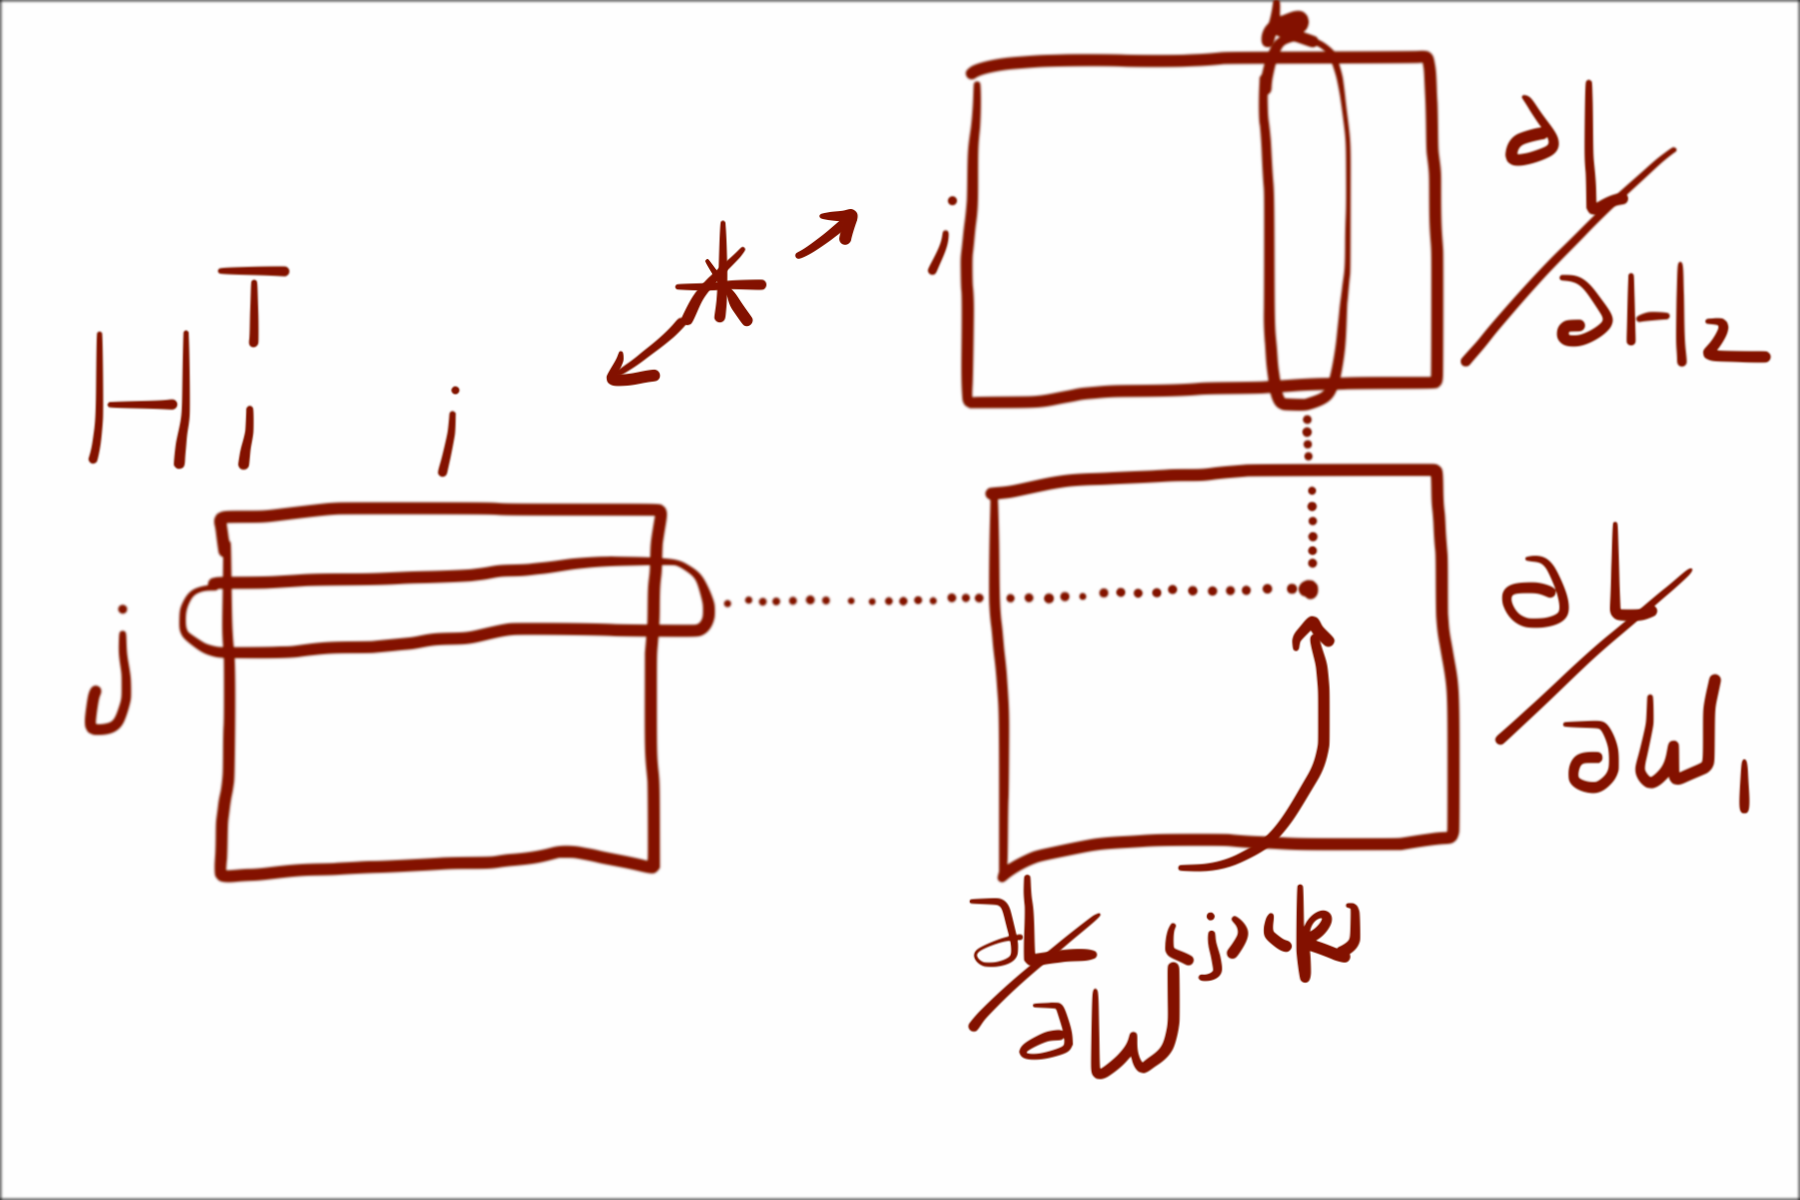 k
i
∂L/∂H₂
*
H₁ᵀ
i
j
∂L/∂W₁
∂L/∂W(j)(k)